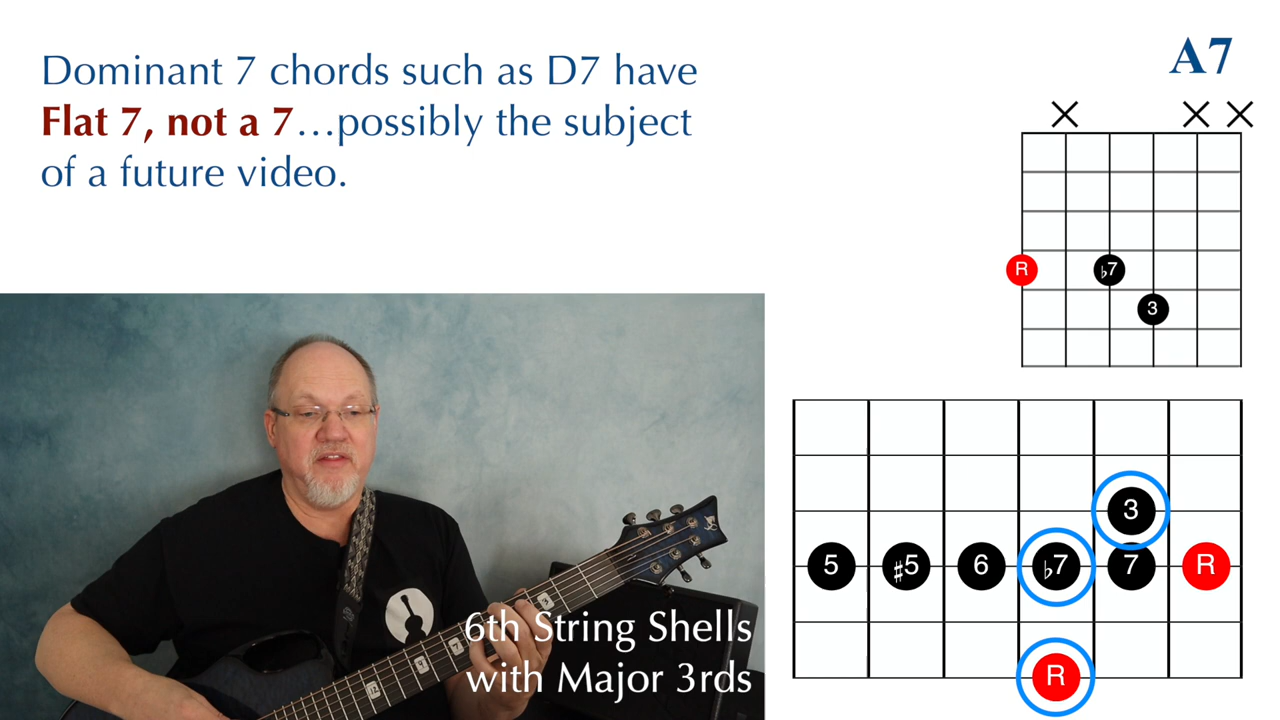 Dominant 7 chords such as D7 have
Flat 7, not a 7...possibly the subject
of a future video.
A7
R
♭7
3
3
5
♯5
6
♭7
7
R
R
6th String Shells
with Major 3rds